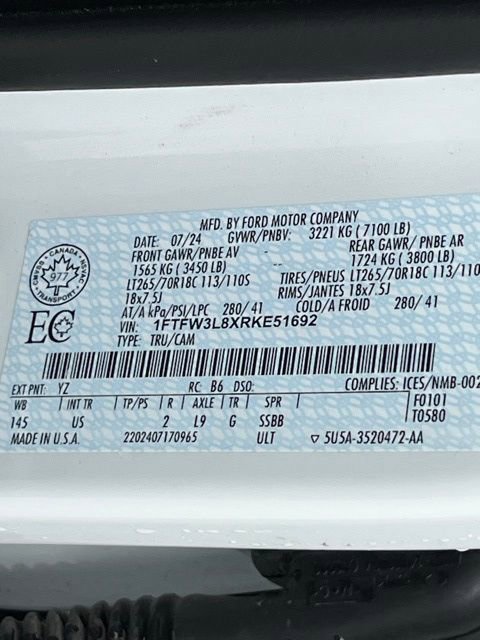 MFD. BY FORD MOTOR COMPANY
DATE: 07/24 GVWR/PNBV: 3221 KG ( 7100 LB)
FRONT GAWR/PNBE AV REAR GAWR/ PNBE AR
1565 KG ( 3450 LB) 1724 KG ( 3800 LB)
LT265/70R18C 113/110S TIRES/PNEUS LT265/70R18C 113/110
18x7.5J RIMS/JANTES 18x7.5J
AT/A kPa/PSI/LPC 280/ 41 COLD/A FROID 280/ 41
VIN: 1FTFW3L8XRKE51692
TYPE: TRU/CAM
CANADA
977
TRANSPORT
EC
EXT PNT: YZ RC: B6 DSO: COMPLIES: ICES/NMB-002
WB INT TR TP/PS R AXLE TR SPR F0101
145 US 2 L9 G SSBB T0580
MADE IN U.S.A. 2202407170965 ULT ▽ 5U5A-3520472-AA